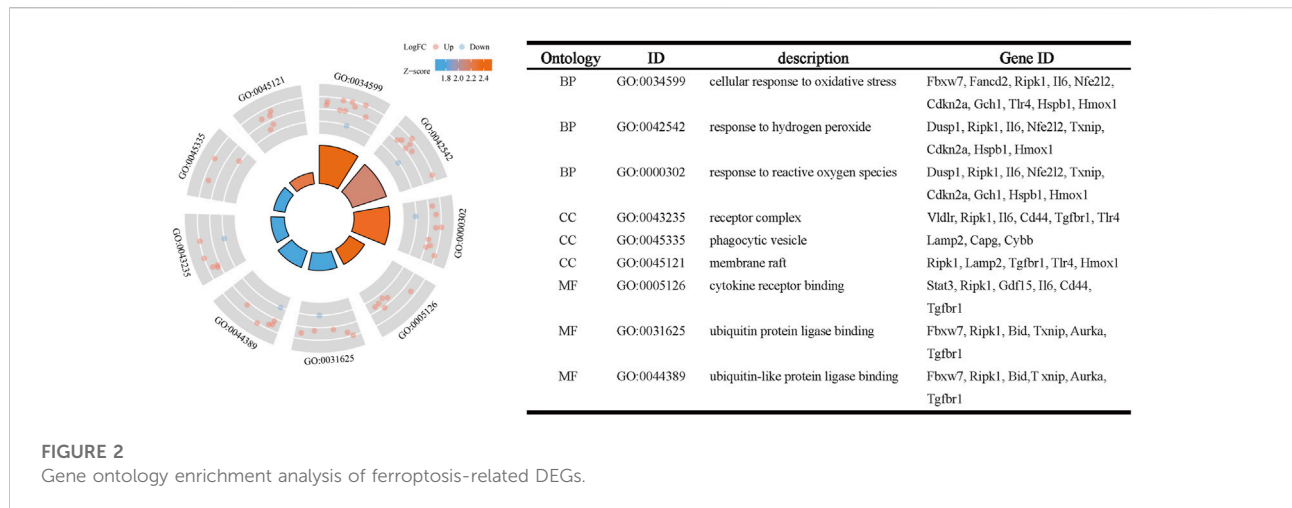 LogFC Up Down
Z-score
1.8 2.0 2.2 2.4
GO:0034599
GO:0042542
GO:0000302
GO:0005126
GO:0031625
GO:0044389
GO:0043235
GO:0045335
GO:0045121
Ontology ID description Gene ID
BP GO:0034599 cellular response to oxidative stress Fbxw7, Fancd2, Ripk1, Il6, Nfe2l2,
Cdkn2a, Gch1, Tlr4, Hspb1, Hmox1
BP GO:0042542 response to hydrogen peroxide Dusp1, Ripk1, Il6, Nfe2l2, Txnip,
Cdkn2a, Hspb1, Hmox1
BP GO:0000302 response to reactive oxygen species Dusp1, Ripk1, Il6, Nfe2l2, Txnip,
Cdkn2a, Gch1, Hspb1, Hmox1
CC GO:0043235 receptor complex Vldlr, Ripk1, Il6, Cd44, Tgfbr1, Tlr4
CC GO:0045335 phagocytic vesicle Lamp2, Capg, Cybb
CC GO:0045121 membrane raft Ripk1, Lamp2, Tgfbr1, Tlr4, Hmox1
MF GO:0005126 cytokine receptor binding Stat3, Ripk1, Gdf15, Il6, Cd44,
Tgfbr1
MF GO:0031625 ubiquitin protein ligase binding Fbxw7, Ripk1, Bid, Txnip, Aurka,
Tgfbr1
MF GO:0044389 ubiquitin-like protein ligase binding Fbxw7, Ripk1, Bid,T xnip, Aurka,
Tgfbr1
FIGURE 2
Gene ontology enrichment analysis of ferroptosis-related DEGs.